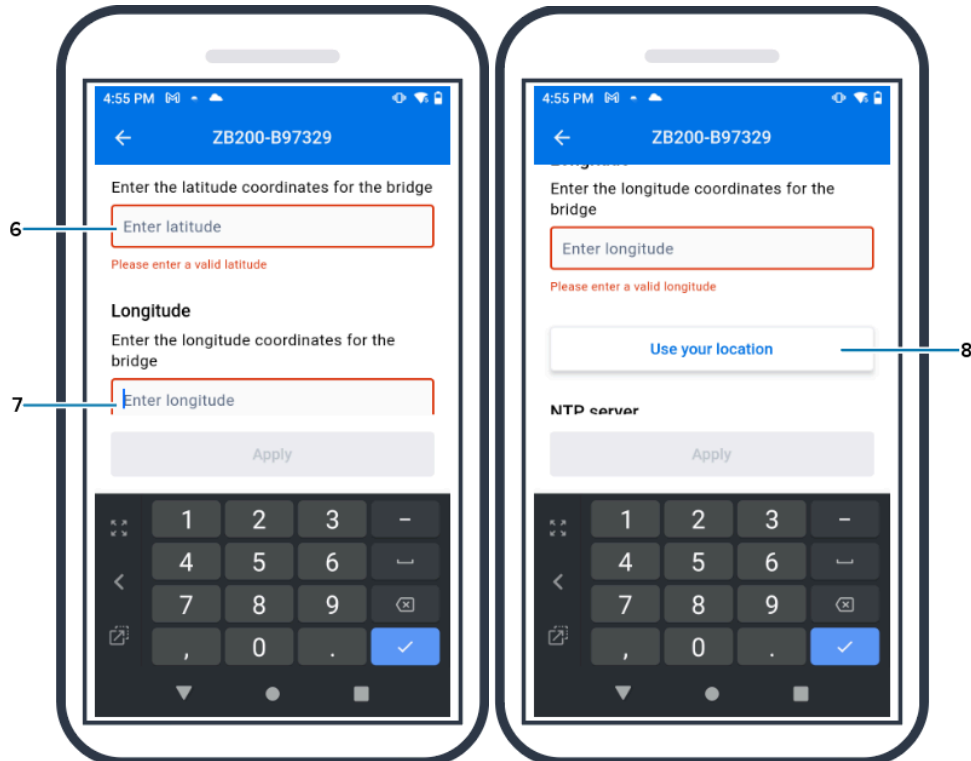 4:55 PM
ZB200-B97329
Enter the latitude coordinates for the bridge
6
Enter latitude
Please enter a valid latitude
Longitude
Enter the longitude coordinates for the
bridge
7
Enter longitude
Apply
1 2 3 -
4 5 6
7 8 9
, 0 .
4:55 PM
ZB200-B97329
Longitude
Enter the longitude coordinates for the
bridge
Enter longitude
Please enter a valid longitude
Use your location
8
NTP server
Apply
1 2 3 -
4 5 6
7 8 9
, 0 .